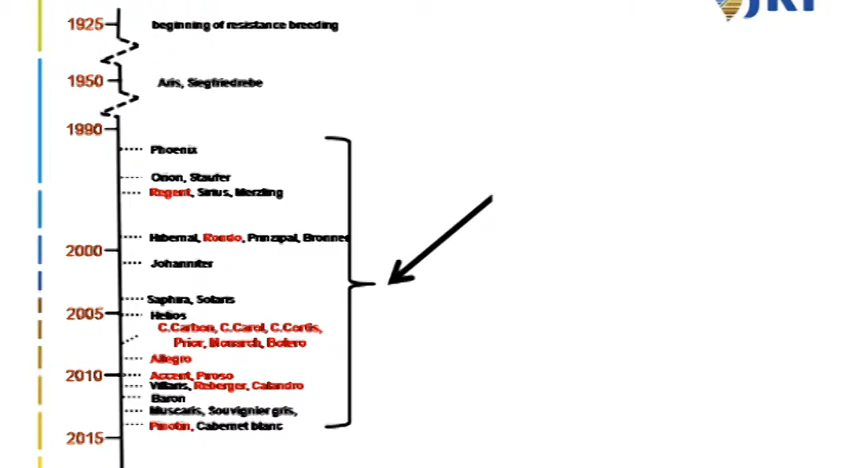 JKI
1925
beginning of resistance breeding
1950
Aris, Siegfriedrebe
1990
Phoenix
Orion, Staufer
Regent, Sirius, Merzling
Hibernal, Rondo, Prinzipal, Bronner
2000
Johanniter
Saphira, Solaris
2005
Helios
C.Carbon, C.Carol, C.Cortis,
Prior, Monarch, Bolero
Allegro
2010
Accent, Piroso
Villaris, Reberger, Calandro
Baron
Muscaris, Souvignier gris,
Pinotin, Cabernet blanc
2015